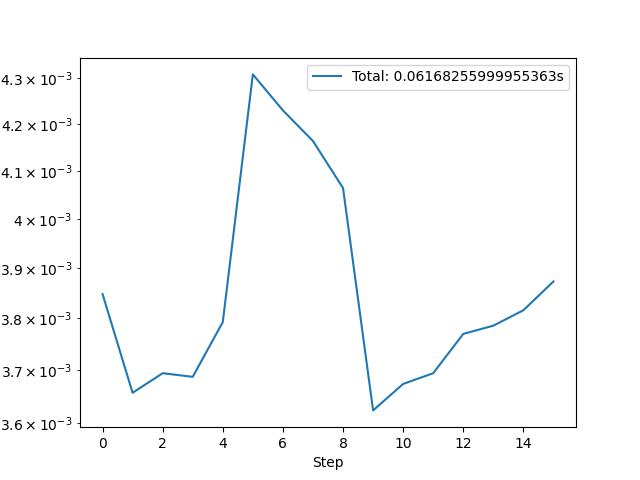 Total: 0.06168255999955363s
4.3 × 10⁻³
4.2 × 10⁻³
4.1 × 10⁻³
4 × 10⁻³
3.9 × 10⁻³
3.8 × 10⁻³
3.7 × 10⁻³
3.6 × 10⁻³
0 2 4 6 8 10 12 14
Step